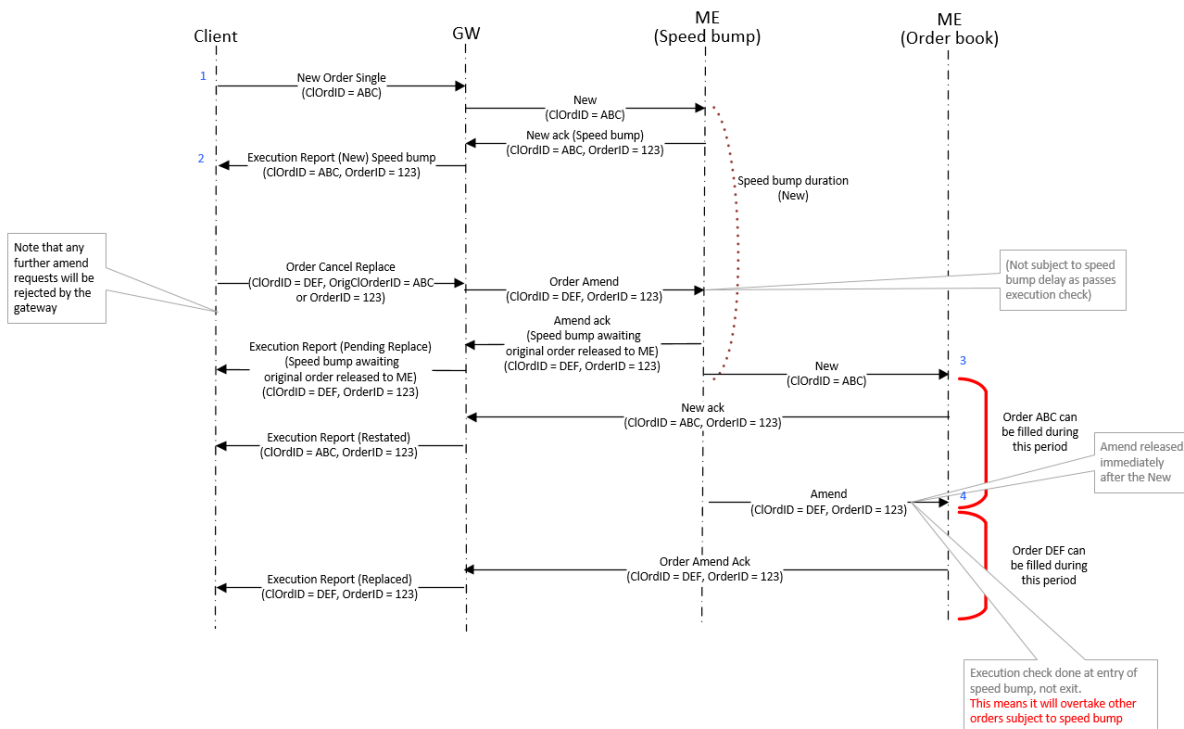 Client
GW
ME
(Speed bump)
ME
(Order book)
1
New Order Single
(ClOrdID = ABC)
New
(ClOrdID = ABC)
New ack (Speed bump)
(ClOrdID = ABC, OrderID = 123)
2
Execution Report (New) Speed bump
(ClOrdID = ABC, OrderID = 123)
Speed bump duration
(New)
Note that any
further amend
requests will be
rejected by the
gateway
Order Cancel Replace
(ClOrdID = DEF, OrigClOrderID = ABC
or OrderID = 123)
Order Amend
(ClOrdID = DEF, OrderID = 123)
(Not subject to speed
bump delay as passes
execution check)
Amend ack
(Speed bump awaiting
original order released to ME)
(ClOrdID = DEF, OrderID = 123)
Execution Report (Pending Replace)
(Speed bump awaiting
original order released to ME)
(ClOrdID = DEF, OrderID = 123)
3
New
(ClOrdID = ABC)
New ack
(ClOrdID = ABC, OrderID = 123)
Order ABC can
be filled during
this period
Execution Report (Restated)
(ClOrdID = ABC, OrderID = 123)
Amend released
immediately
after the New
4
Amend
(ClOrdID = DEF, OrderID = 123)
Order DEF can
be filled during
this period
Order Amend Ack
(ClOrdID = DEF, OrderID = 123)
Execution Report (Replaced)
(ClOrdID = DEF, OrderID = 123)
Execution check done at entry of
speed bump, not exit.
This means it will overtake other
orders subject to speed bump